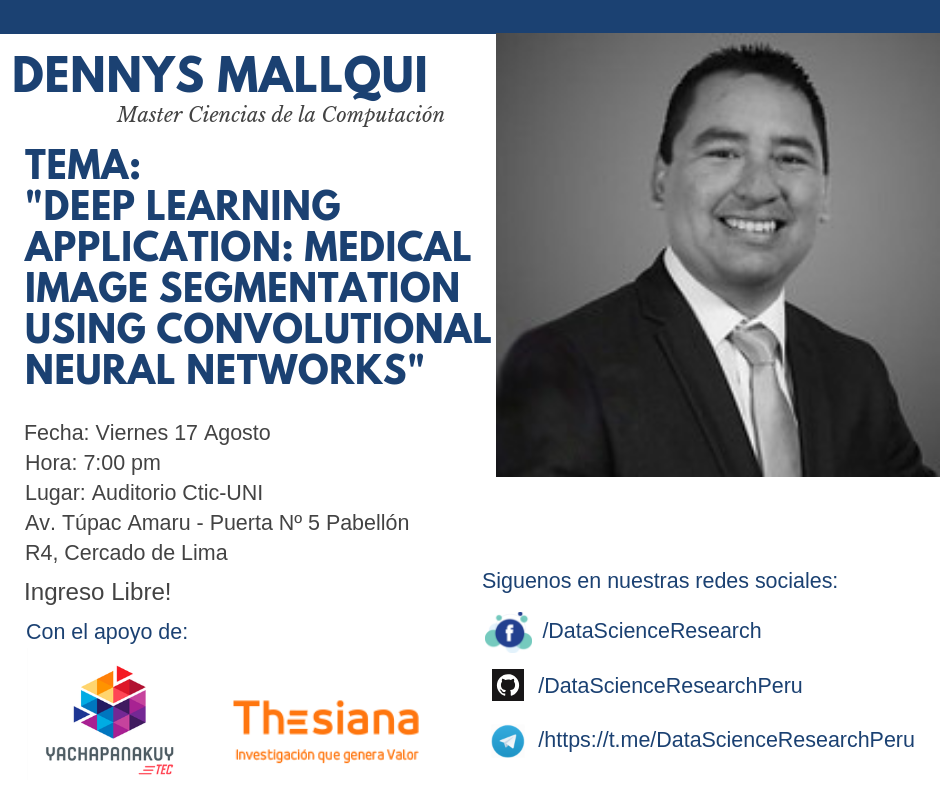 DENNYS MALLQUI
Master Ciencias de la Computación
TEMA:
"DEEP LEARNING
APPLICATION: MEDICAL
IMAGE SEGMENTATION
USING CONVOLUTIONAL
NEURAL NETWORKS"
Fecha: Viernes 17 Agosto
Hora: 7:00 pm
Lugar: Auditorio Ctic-UNI
Av. Túpac Amaru - Puerta Nº 5 Pabellón
R4, Cercado de Lima
Ingreso Libre!
Con el apoyo de:
YACHAPANAKUY
TEC
Thesiana
Investigación que genera Valor
Siguenos en nuestras redes sociales:
/DataScienceResearch
/DataScienceResearchPeru
/https://t.me/DataScienceResearchPeru